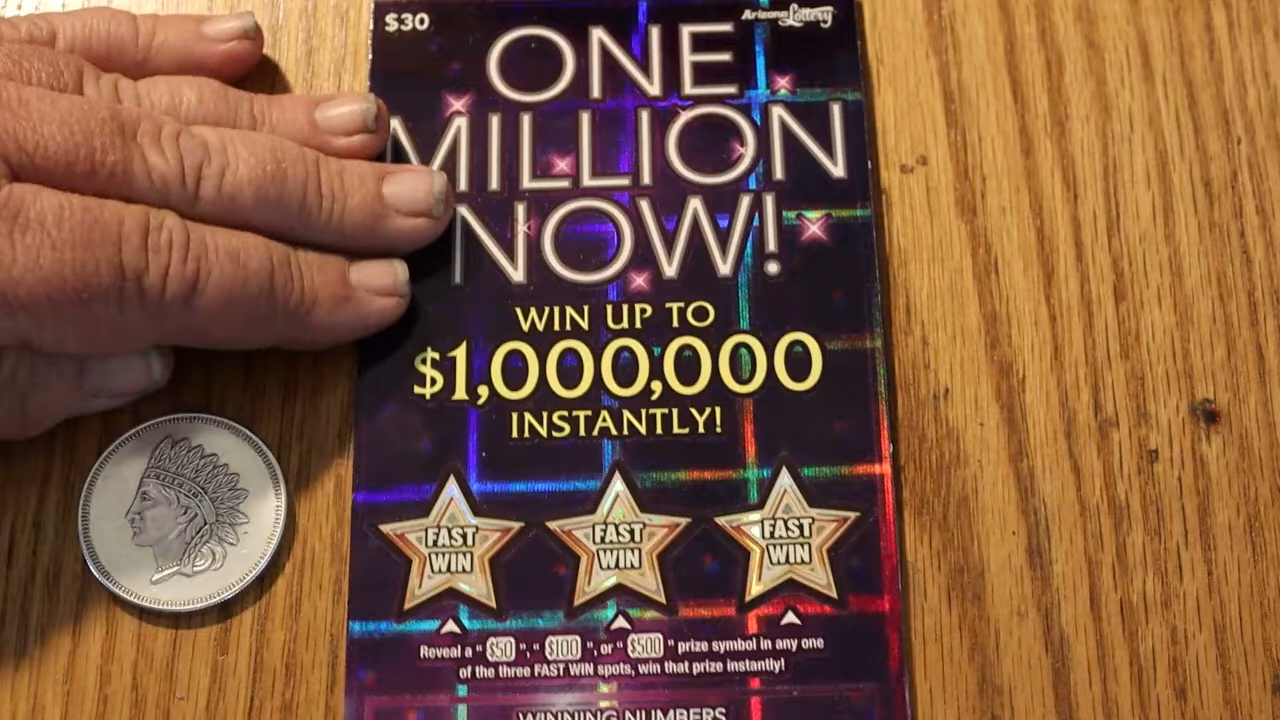 $30
Arizona Lottery
ONE
MILLION
NOW!
WIN UP TO
$1,000,000
INSTANTLY!
FAST WIN
FAST WIN
FAST WIN
Reveal a "$50", "$100", or "$500" prize symbol in any one
of the three FAST WIN spots, win that prize instantly!
WINNING NUMBERS
LIBERTY